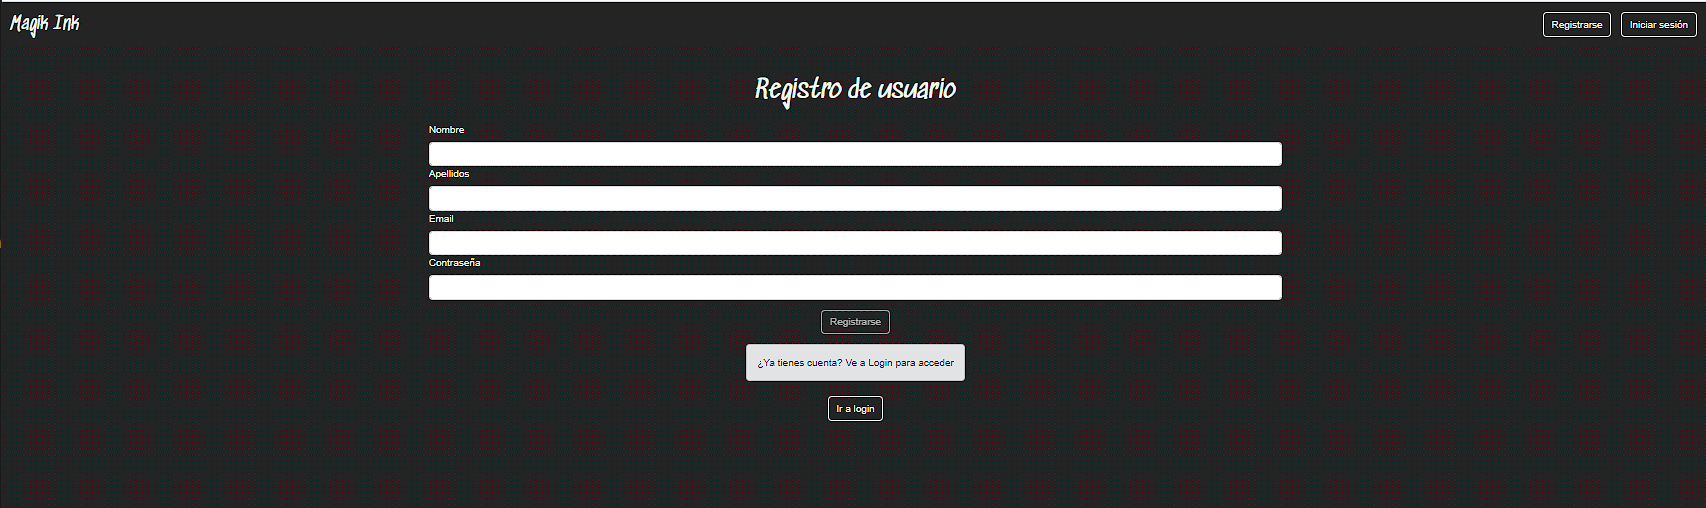 Magik Ink
Registrarse
Iniciar sesión
Registro de usuario
Nombre
Apellidos
Email
Contraseña
Registrarse
¿Ya tienes cuenta? Ve a Login para acceder
Ir a login